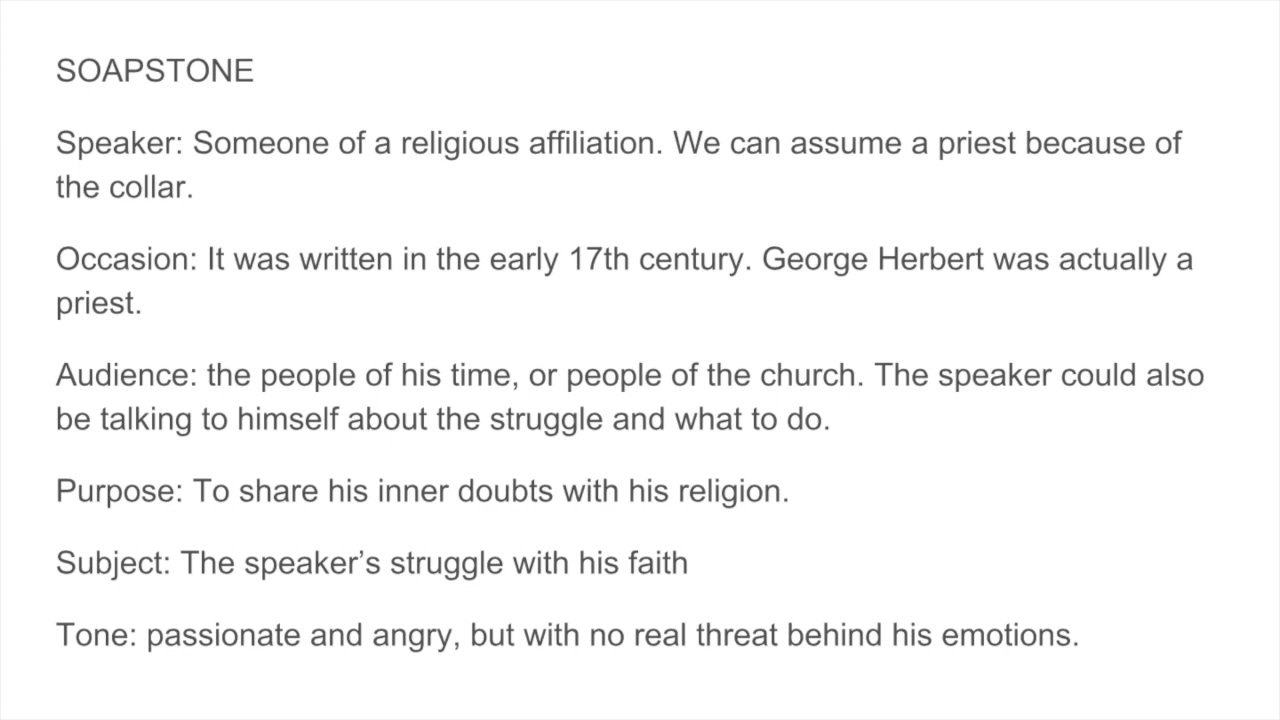 SOAPSTONE
Speaker: Someone of a religious affiliation. We can assume a priest because of
the collar.
Occasion: It was written in the early 17th century. George Herbert was actually a
priest.
Audience: the people of his time, or people of the church. The speaker could also
be talking to himself about the struggle and what to do.
Purpose: To share his inner doubts with his religion.
Subject: The speaker’s struggle with his faith
Tone: passionate and angry, but with no real threat behind his emotions.